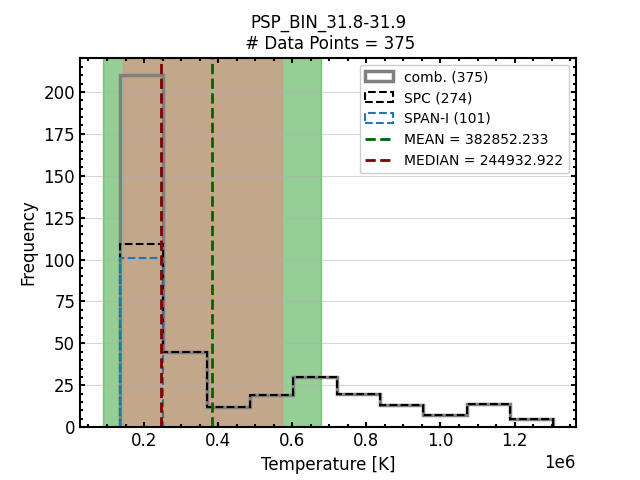 PSP_BIN_31.8-31.9
# Data Points = 375
comb. (375)
SPC (274)
SPAN-I (101)
MEAN = 382852.233
MEDIAN = 244932.922
Frequency
200
175
150
125
100
75
50
25
0
0.2 0.4 0.6 0.8 1.0 1.2
1e6
Temperature [K]